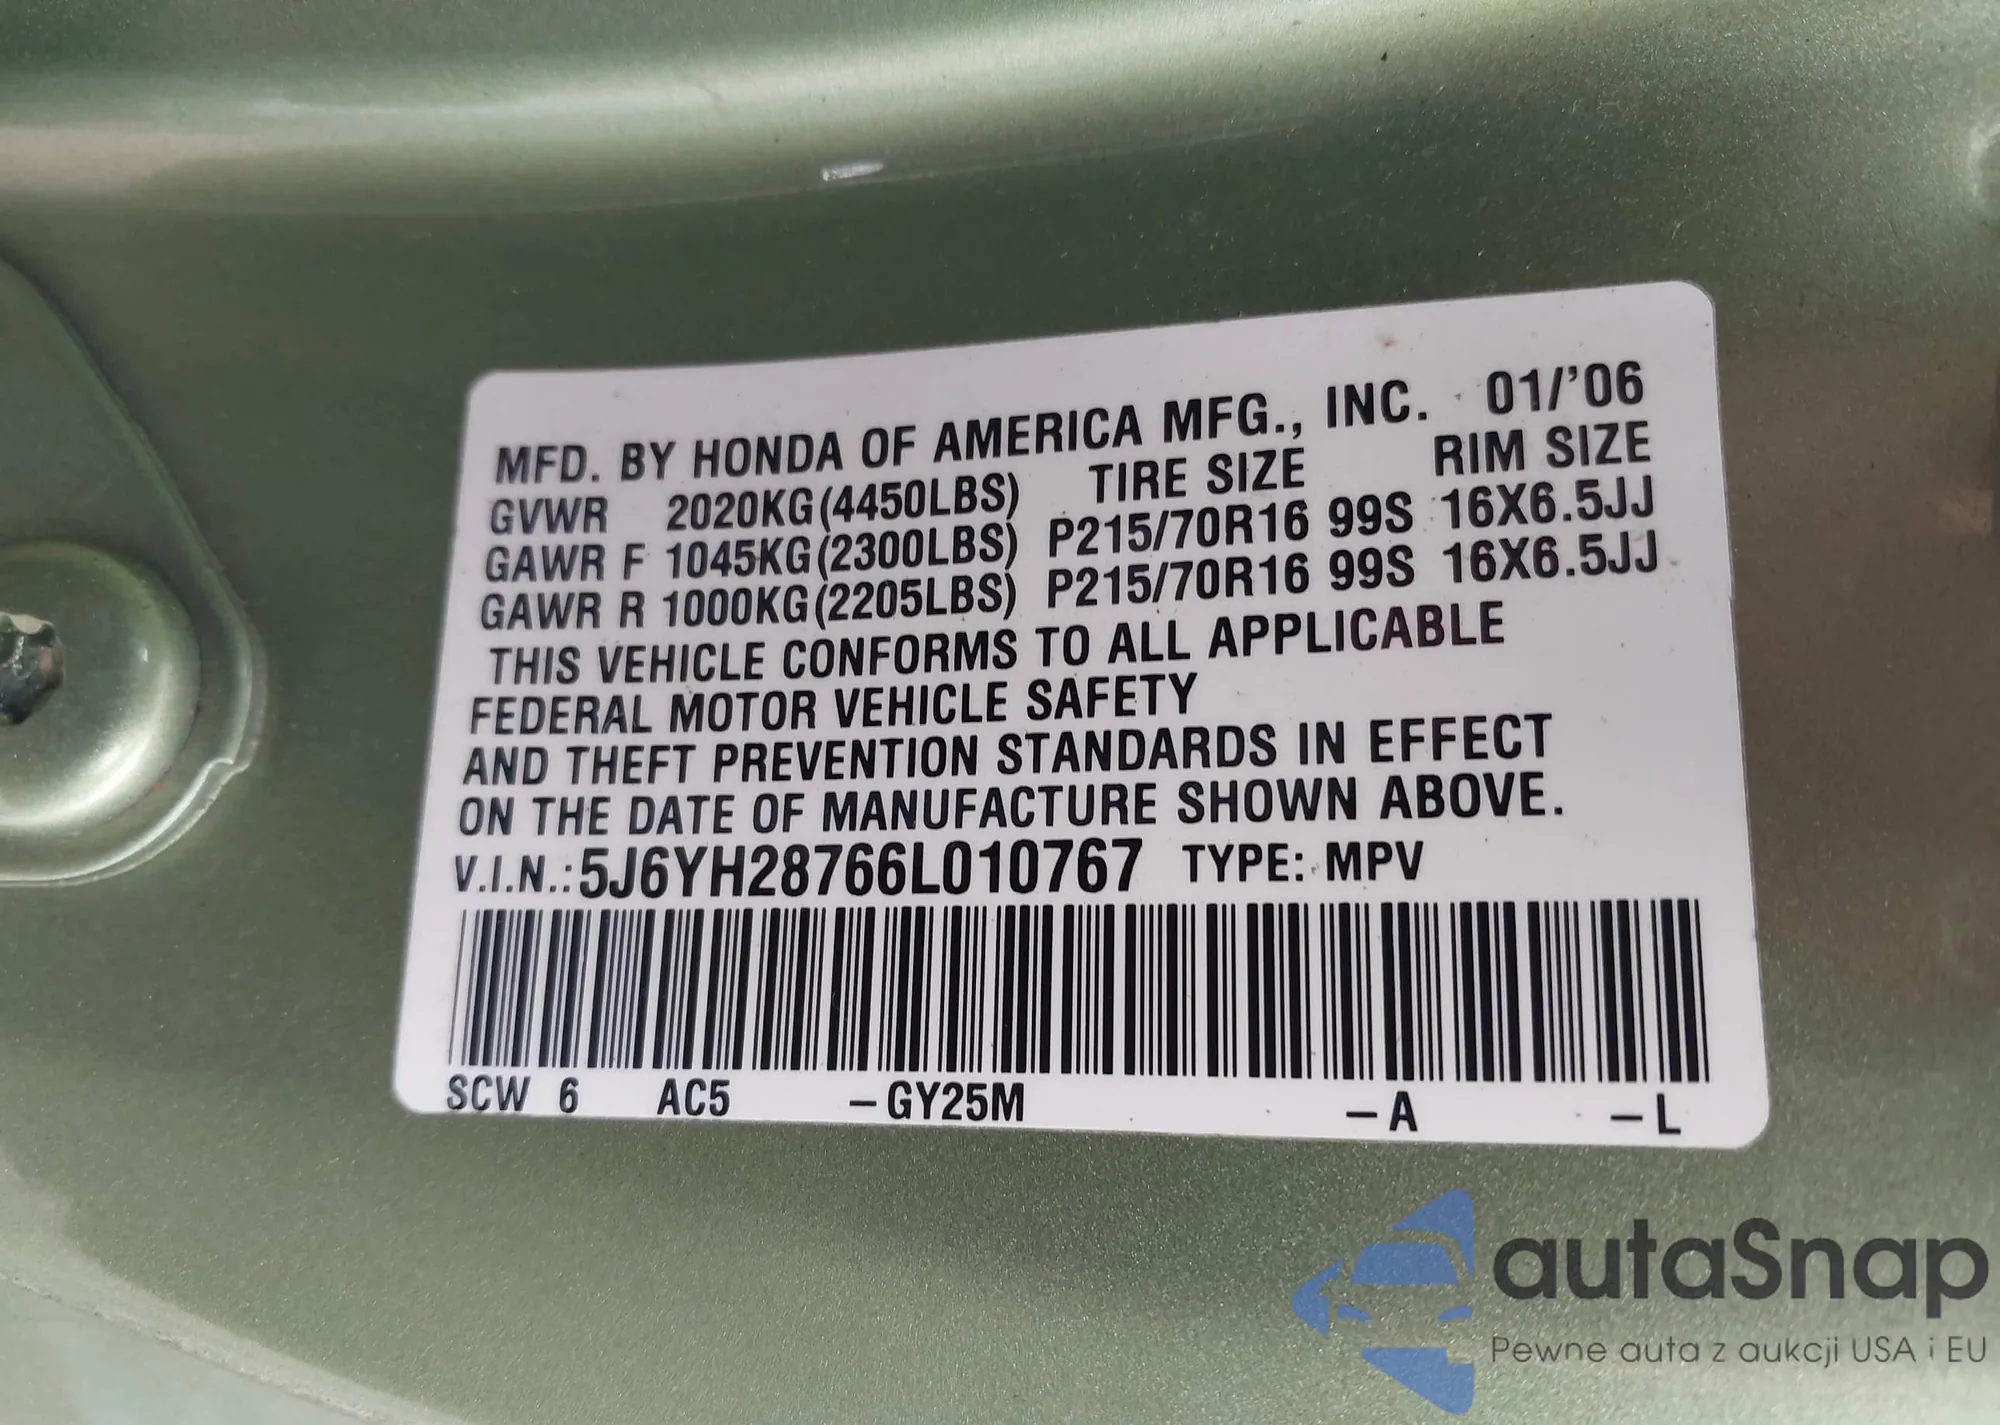 MFD. BY HONDA OF AMERICA MFG., INC. 01/'06
GVWR 2020KG(4450LBS) TIRE SIZE RIM SIZE
GAWR F 1045KG(2300LBS) P215/70R16 99S 16X6.5JJ
GAWR R 1000KG(2205LBS) P215/70R16 99S 16X6.5JJ
THIS VEHICLE CONFORMS TO ALL APPLICABLE
FEDERAL MOTOR VEHICLE SAFETY
AND THEFT PREVENTION STANDARDS IN EFFECT
ON THE DATE OF MANUFACTURE SHOWN ABOVE.
V.I.N.:5J6YH28766L010767 TYPE: MPV
SCW 6 AC5 -GY25M -A -L
autaSnap
Pewne auta z aukcji USA i EU